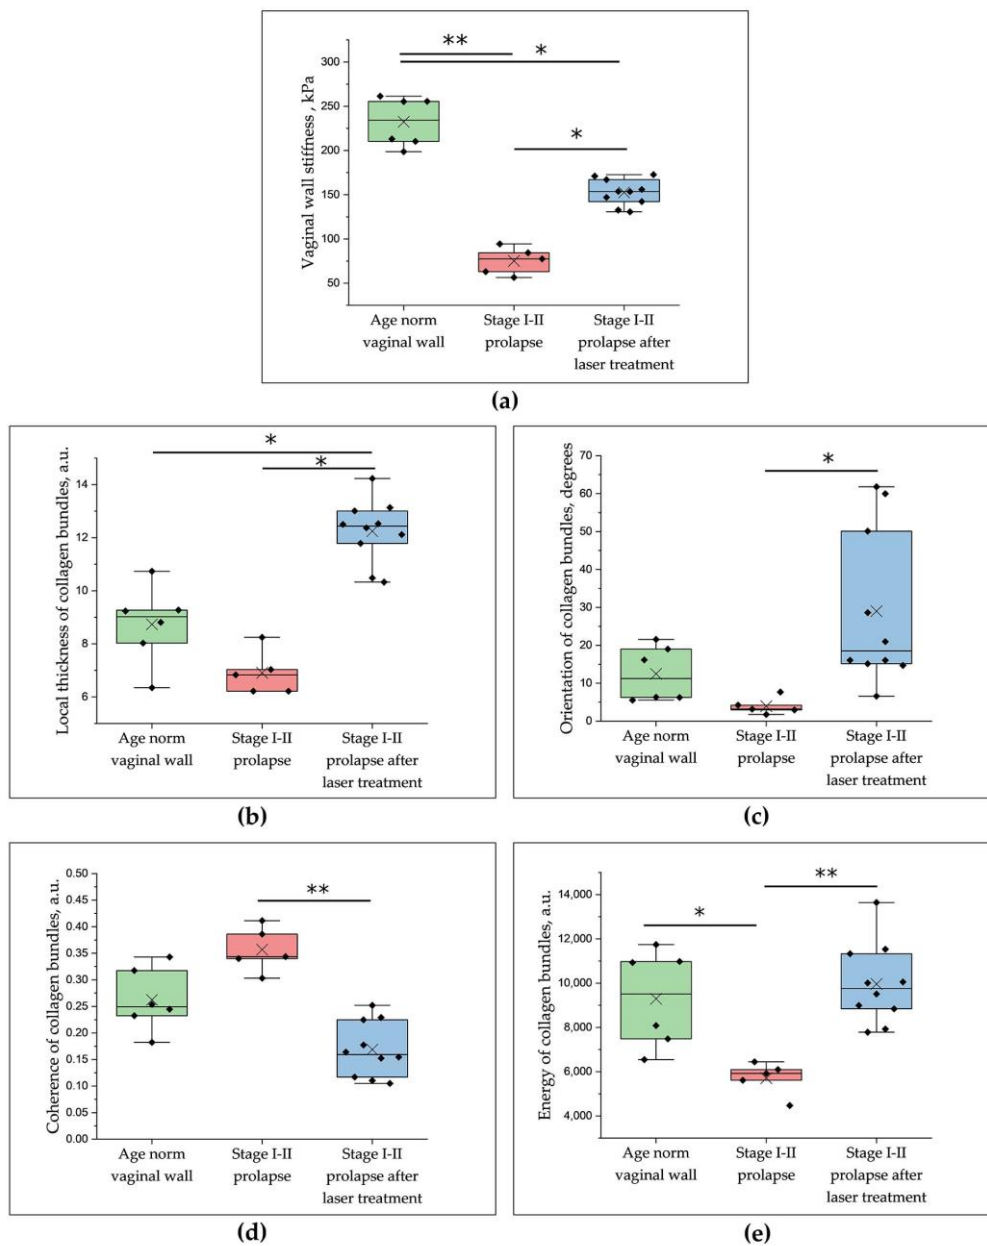 **
*
*
300
250
200
150
100
50
Vaginal wall stiffness , kPa
Age norm
vaginal wall
Stage I-II
prolapse
Stage I-II
prolapse after
laser treatment
(a)
*
*
14
12
10
8
6
Local thickness of collagen bundles, a.u.
Age norm
vaginal wall
Stage I-II
prolapse
Stage I-II
prolapse after
laser treatment
(b)
*
70
60
50
40
30
20
10
0
Orientation of collagen bundles, degrees
Age norm
vaginal wall
Stage I-II
prolapse
Stage I-II
prolapse after
laser treatment
(c)
**
0.50
0.45
0.40
0.35
0.30
0.25
0.20
0.15
0.10
0.05
0.00
Coherence of collagen bundles, a.u.
Age norm
vaginal wall
Stage I-II
prolapse
Stage I-II
prolapse after
laser treatment
(d)
**
*
14,000
12,000
10,000
8,000
6,000
4,000
Energy of collagen bundles, a.u.
Age norm
vaginal wall
Stage I-II
prolapse
Stage I-II
prolapse after
laser treatment
(e)